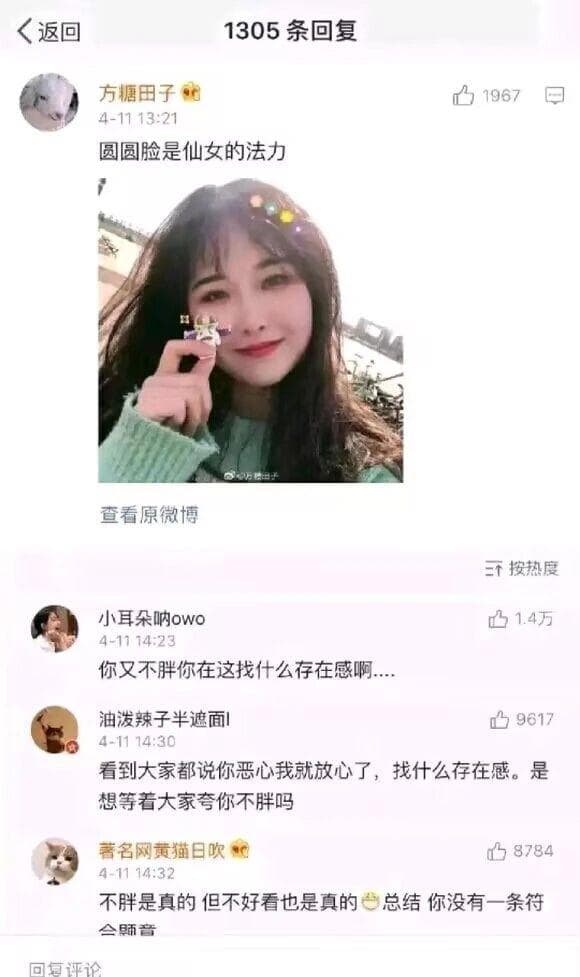 返回
1305 条回复
方糖田子
1967
4-11 13:21
圆圆脸是仙女的法力
@方糖田子
查看原微博
按热度
小耳朵呐owo
1.4万
4-11 14:23
你又不胖你在这找什么存在感啊....
油泼辣子半遮面l
9617
4-11 14:30
看到大家都说你恶心我就放心了，找什么存在感。是
想等着大家夸你不胖吗
著名网黄猫日吹
8784
4-11 14:32
不胖是真的 但不好看也是真的😁总结 你没有一条符
合题意
回复评论